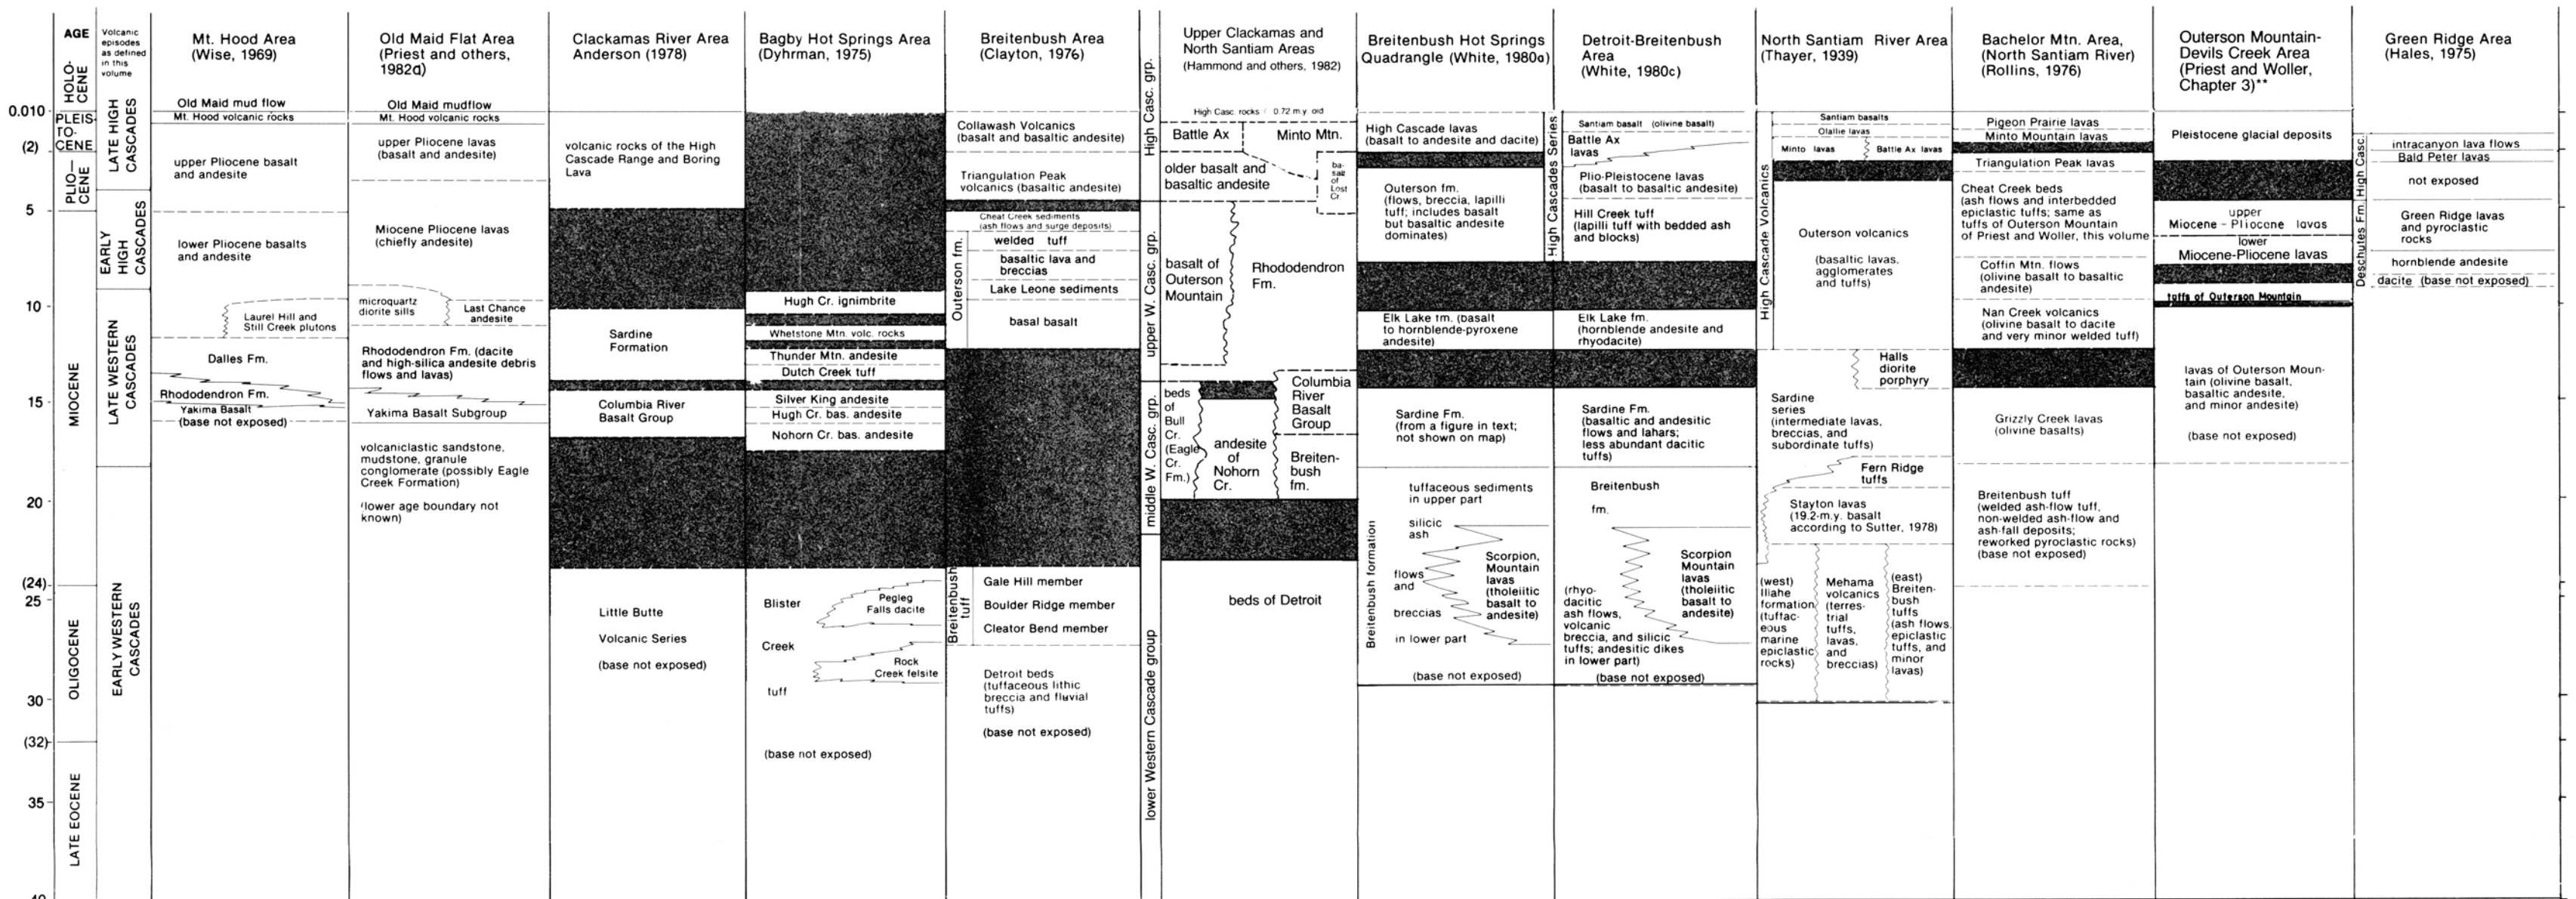 AGE
HOLO-
CENE
PLEIS-
TO-
CENE
PLIO—
CENE
MIOCENE
OLIGOCENE
LATE EOCENE
0.010
(2)
5
10
15
20
(24)
25
30
(32)
35
40
Volcanic
episodes
as defined
in this
volume
LATE HIGH
CASCADES
EARLY
HIGH
CASCADES
LATE WESTERN
CASCADES
EARLY WESTERN
CASCADES
Mt. Hood Area
(Wise, 1969)
Old Maid mud flow
Mt. Hood volcanic rocks
upper Pliocene basalt
and andesite
lower Pliocene basalts
and andesite
Laurel Hill and
Still Creek plutons
Dalles Fm.
Rhododendron Fm.
Yakima Basalt
(base not exposed)
Old Maid Flat Area
(Priest and others,
1982d)
Old Maid mudflow
Mt. Hood volcanic rocks
upper Pliocene lavas
(basalt and andesite)
Miocene Pliocene lavas
(chiefly andesite)
microquartz
diorite sills
Last Chance
andesite
Rhododendron Fm. (dacite
and high-silica andesite debris
flows and lavas)
Yakima Basalt Subgroup
volcaniclastic sandstone,
mudstone, granule
conglomerate (possibly Eagle
Creek Formation)
(lower age boundary not
known)
Clackamas River Area
Anderson (1978)
volcanic rocks of the High
Cascade Range and Boring
Lava
Sardine
Formation
Columbia River
Basalt Group
Little Butte
Volcanic Series
(base not exposed)
Bagby Hot Springs Area
(Dyhrman, 1975)
Hugh Cr. ignimbrite
Whetstone Mtn. volc. rocks
Thunder Mtn. andesite
Dutch Creek tuff
Silver King andesite
Hugh Cr. bas. andesite
Nohorn Cr. bas. andesite
Blister
Pegleg
Falls dacite
Creek
Rock
Creek felsite
tuff
(base not exposed)
Breitenbush Area
(Clayton, 1976)
Collawash Volcanics
(basalt and basaltic andesite)
Triangulation Peak
volcanics (basaltic andesite)
Cheat Creek sediments
(ash flows and surge deposits)
Outerson fm.
welded tuff
basaltic lava and
breccias
Lake Leone sediments
basal basalt
Breitenbush
tuff
Gale Hill member
Boulder Ridge member
Cleator Bend member
Detroit beds
(tuffaceous lithic
breccia and fluvial
tuffs)
(base not exposed)
High Casc. grp.
upper W. Casc. grp.
middle W. Casc. grp.
lower Western Cascade group
Upper Clackamas and
North Santiam Areas
(Hammond and others, 1982)
High Casc. rocks < 0.72 m.y. old
Battle Ax
Minto Mtn.
older basalt and
basaltic andesite
ba-
salt
of
Lost
Cr.
basalt of
Outerson
Mountain
Rhododendron
Fm.
beds
of
Bull
Cr.
(Eagle
Cr.
Fm.)
andesite
of
Nohorn
Cr.
Columbia
River
Basalt
Group
Breiten-
bush
fm.
beds of Detroit
Breitenbush Hot Springs
Quadrangle (White, 1980a)
High Cascade lavas
(basalt to andesite and dacite)
Outerson fm.
(flows, breccia, lapilli
tuff; includes basalt
but basaltic andesite
dominates)
Elk Lake fm. (basalt
to hornblende-pyroxene
andesite)
Sardine Fm.
(from a figure in text;
not shown on map)
Breitenbush formation
tuffaceous sediments
in upper part
silicic
ash
flows
and
breccias
in lower part
Scorpion,
Mountain
lavas
(tholeiitic
basalt to
andesite)
(base not exposed)
Detroit-Breitenbush
Area
(White, 1980c)
High Cascades Series
Santiam basalt (olivine basalt)
Battle Ax
lavas
Plio-Pleistocene lavas
(basalt to basaltic andesite)
Hill Creek tuff
(lapilli tuff with bedded ash
and blocks)
Elk Lake fm.
(hornblende andesite and
rhyodacite)
Sardine Fm.
(basaltic and andesitic
flows and lahars;
less abundant dacitic
tuffs)
Breitenbush
fm.
Scorpion
Mountain
lavas
(tholeiitic
basalt to
andesite)
(rhyo-
dacitic
ash flows,
volcanic
breccia, and silicic
tuffs; andesitic dikes
in lower part)
(base not exposed)
North Santiam River Area
(Thayer, 1939)
High Cascade Volcanics
Santiam basalts
Olallie lavas
Minto lavas
Battle Ax lavas
Outerson volcanics
(basaltic lavas,
agglomerates
and tuffs)
Halls
diorite
porphyry
Sardine
series
(intermediate lavas,
breccias, and
subordinate tuffs)
Fern Ridge
tuffs
Stayton lavas
(19.2-m.y. basalt
according to Sutter, 1978)
(west)
Illahe
formation
(tuffac-
eous
marine
epiclastic
rocks)
Mehama
volcanics
(terres-
trial
tuffs,
lavas,
and
breccias)
(east)
Breiten-
bush
tuffs
(ash flows,
epiclastic
tuffs, and
minor
lavas)
Bachelor Mtn. Area,
(North Santiam River)
(Rollins, 1976)
Pigeon Prairie lavas
Minto Mountain lavas
Triangulation Peak lavas
Cheat Creek beds
(ash flows and interbedded
epiclastic tuffs; same as
tuffs of Outerson Mountain
of Priest and Woller, this volume
Coffin Mtn. flows
(olivine basalt to basaltic
andesite)
Nan Creek volcanics
(olivine basalt to dacite
and very minor welded tuff)
Grizzly Creek lavas
(olivine basalts)
Breitenbush tuff
(welded ash-flow tuff,
non-welded ash-flow and
ash-fall deposits;
reworked pyroclastic rocks)
(base not exposed)
Outerson Mountain-
Devils Creek Area
(Priest and Woller,
Chapter 3)**
Pleistocene glacial deposits
upper
Miocene - Pliocene lavas
lower
Miocene-Pliocene lavas
tuffs of Outerson Mountain
lavas of Outerson Moun-
tain (olivine basalt,
basaltic andesite,
and minor andesite)
(base not exposed)
Green Ridge Area
(Hales, 1975)
High Casc.
Deschutes Fm.
intracanyon lava flows
Bald Peter lavas
not exposed
Green Ridge lavas
and pyroclastic
rocks
hornblende andesite
dacite (base not exposed)